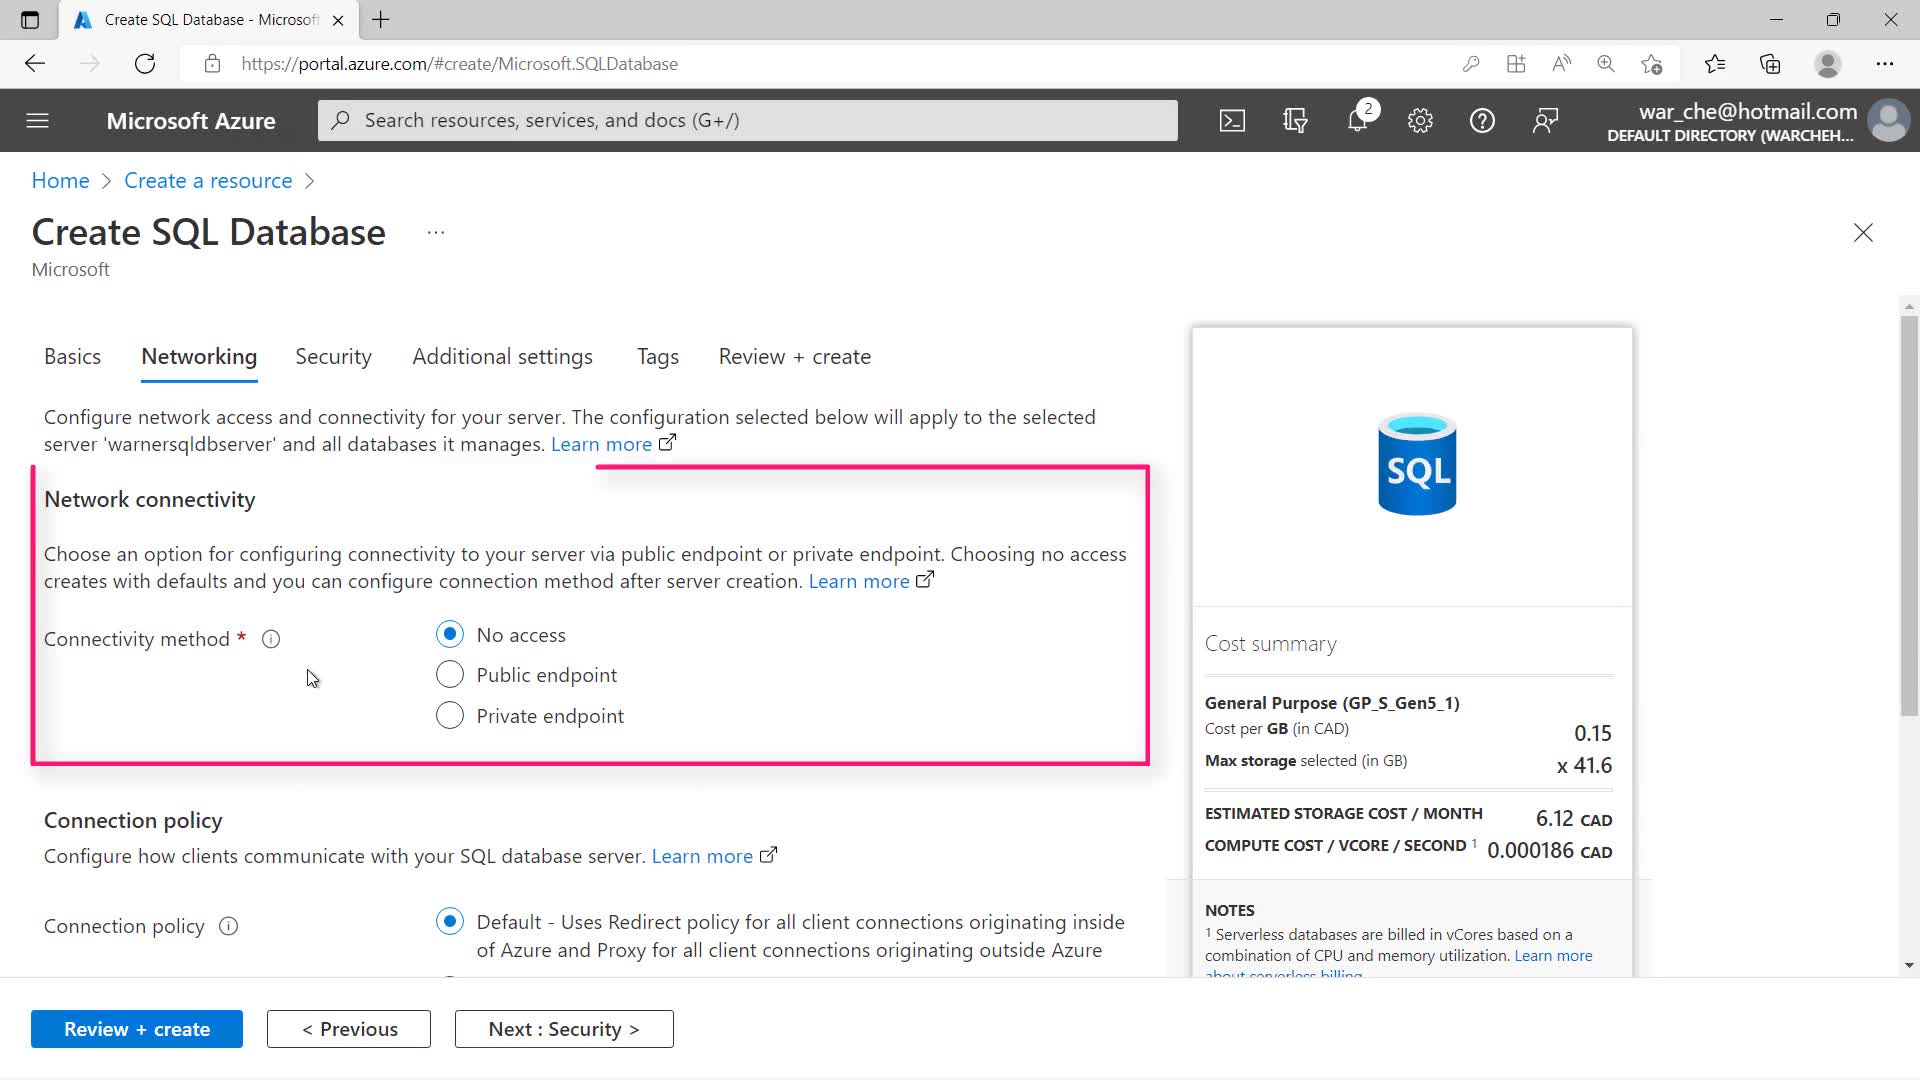 Create SQL Database - Microsof
https://portal.azure.com/#create/Microsoft.SQLDatabase
Microsoft Azure
Search resources, services, and docs (G+/)
2
war_che@hotmail.com
DEFAULT DIRECTORY (WARCHEH...
Home > Create a resource >
Create SQL Database ...
Microsoft
Basics Networking Security Additional settings Tags Review + create
Configure network access and connectivity for your server. The configuration selected below will apply to the selected
server 'warnersqldbserver' and all databases it manages. Learn more
Network connectivity
Choose an option for configuring connectivity to your server via public endpoint or private endpoint. Choosing no access
creates with defaults and you can configure connection method after server creation. Learn more
Connectivity method *
No access
Public endpoint
Private endpoint
Connection policy
Configure how clients communicate with your SQL database server. Learn more
Connection policy
Default - Uses Redirect policy for all client connections originating inside
of Azure and Proxy for all client connections originating outside Azure
SQL
Cost summary
General Purpose (GP_S_Gen5_1)
Cost per GB (in CAD) 0.15
Max storage selected (in GB) x 41.6
ESTIMATED STORAGE COST / MONTH 6.12 CAD
COMPUTE COST / VCORE / SECOND 1 0.000186 CAD
NOTES
1 Serverless databases are billed in vCores based on a
combination of CPU and memory utilization. Learn more
about serverless billing
Review + create
< Previous
Next : Security >